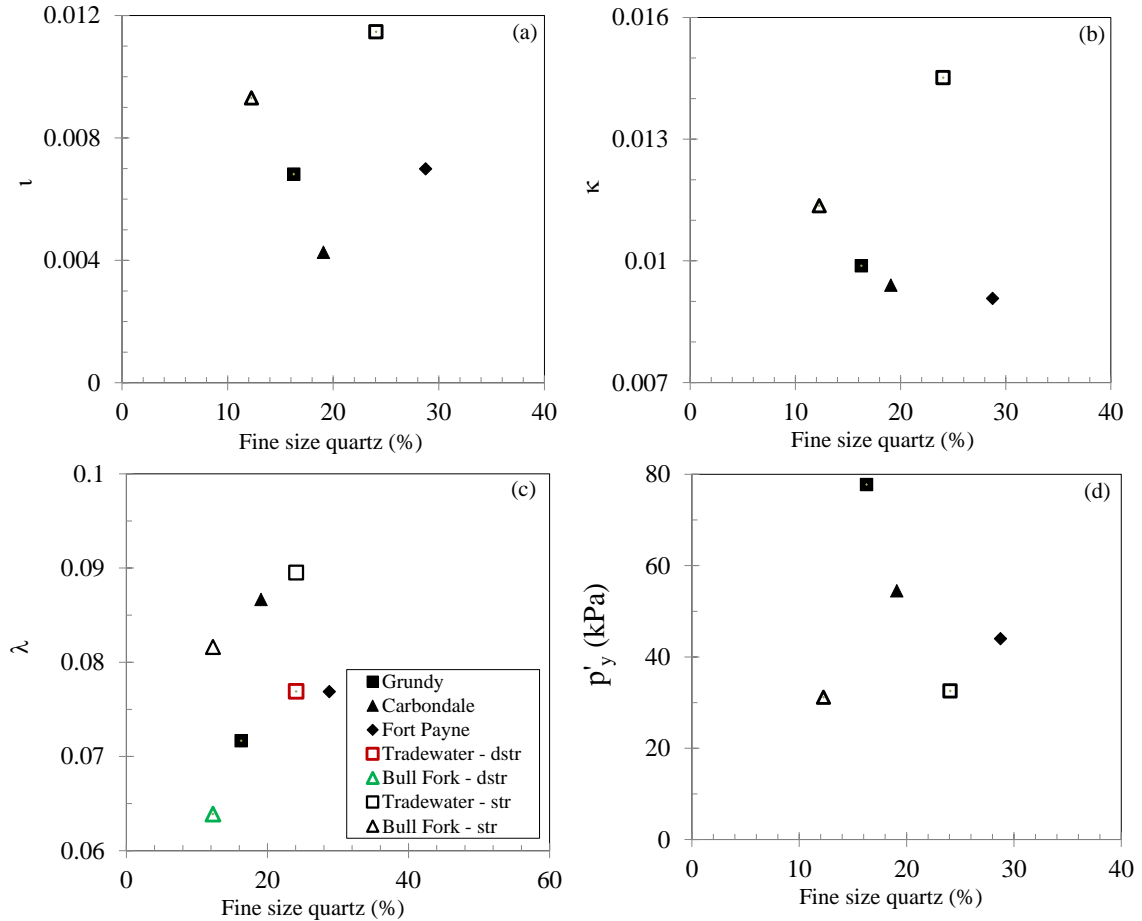 (a)
ι
0.012
0.008
0.004
0
0 10 20 30 40
Fine size quartz (%)
(b)
κ
0.016
0.013
0.01
0.007
0 10 20 30 40
Fine size quartz (%)
(c)
λ
0.1
0.09
0.08
0.07
0.06
0 20 40 60
Fine size quartz (%)
Grundy
Carbondale
Fort Payne
Tradewater - dstr
Bull Fork - dstr
Tradewater - str
Bull Fork - str
(d)
p'y (kPa)
80
60
40
20
0
0 10 20 30 40
Fine size quartz (%)